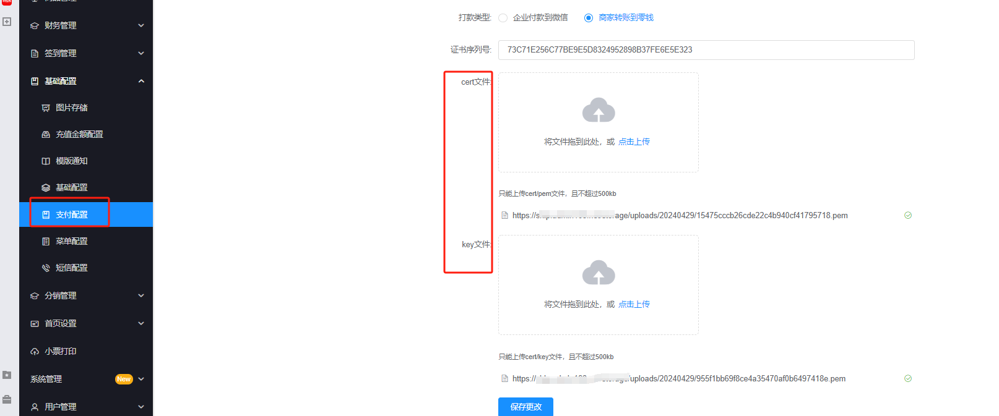 财务管理
签到管理
基础配置
图片存储
充值金额配置
模版通知
基础配置
支付配置
菜单配置
短信配置
分销管理
首页设置
小票打印
系统管理 New
用户管理
打款类型: 企业付款到微信 商家转账到零钱
证书序列号: 73C71E256C77BE9E5D8324952898B37FE6E5E323
cert文件:
将文件拖到此处，或 点击上传
只能上传cert/pem文件，且不超过500kb
https://s orage/uploads/20240429/15475cccb26cde22c4b940cf41795718.pem
key文件:
将文件拖到此处，或 点击上传
只能上传cert/key文件，且不超过500kb
https:// /uploads/20240429/955f1bb69f8ce4a35470af0b6497418e.pem
保存更改